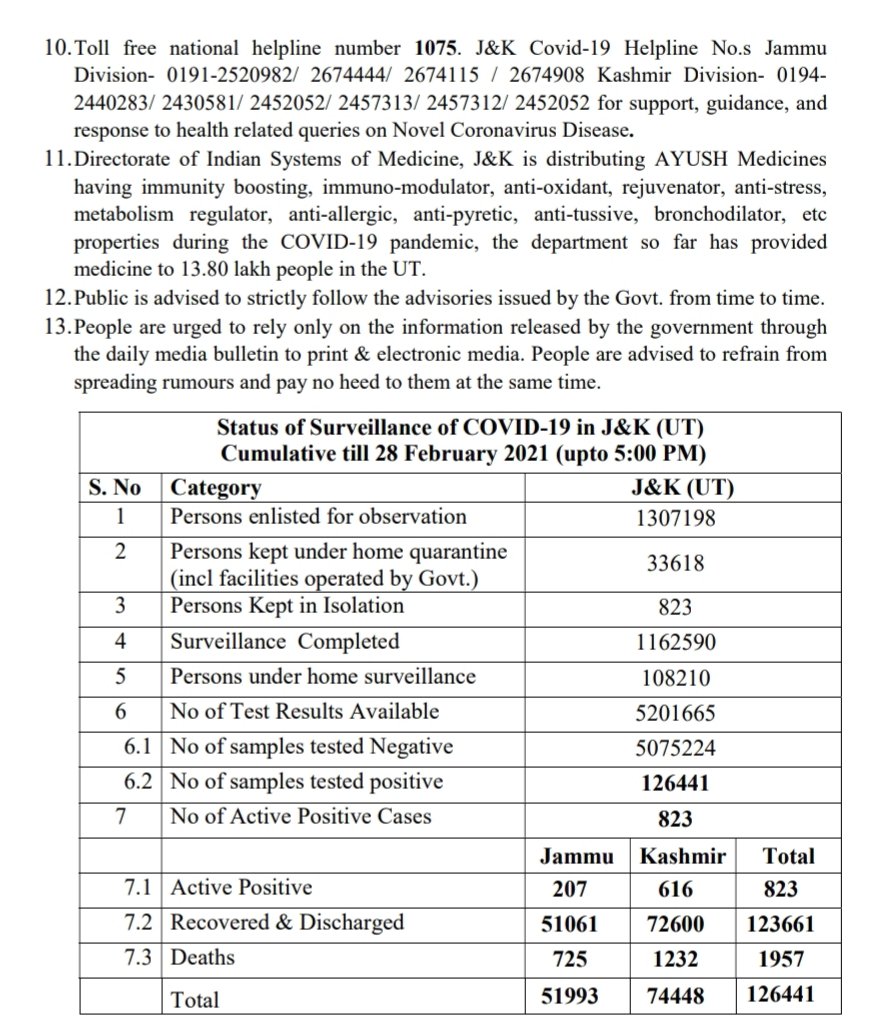 10. Toll free national helpline number 1075. J&K Covid-19 Helpline No.s Jammu
Division- 0191-2520982/ 2674444/ 2674115 / 2674908 Kashmir Division- 0194-
2440283/ 2430581/ 2452052/ 2457313/ 2457312/ 2452052 for support, guidance, and
response to health related queries on Novel Coronavirus Disease.
11. Directorate of Indian Systems of Medicine, J&K is distributing AYUSH Medicines
having immunity boosting, immuno-modulator, anti-oxidant, rejuvenator, anti-stress,
metabolism regulator, anti-allergic, anti-pyretic, anti-tussive, bronchodilator, etc
properties during the COVID-19 pandemic, the department so far has provided
medicine to 13.80 lakh people in the UT.
12. Public is advised to strictly follow the advisories issued by the Govt. from time to time.
13. People are urged to rely only on the information released by the government through
the daily media bulletin to print & electronic media. People are advised to refrain from
spreading rumours and pay no heed to them at the same time.
Status of Surveillance of COVID-19 in J&K (UT)
Cumulative till 28 February 2021 (upto 5:00 PM)
S. No Category J&K (UT)
1 Persons enlisted for observation 1307198
2 Persons kept under home quarantine
(incl facilities operated by Govt.) 33618
3 Persons Kept in Isolation 823
4 Surveillance Completed 1162590
5 Persons under home surveillance 108210
6 No of Test Results Available 5201665
6.1 No of samples tested Negative 5075224
6.2 No of samples tested positive 126441
7 No of Active Positive Cases 823
Jammu Kashmir Total
7.1 Active Positive 207 616 823
7.2 Recovered & Discharged 51061 72600 123661
7.3 Deaths 725 1232 1957
Total 51993 74448 126441